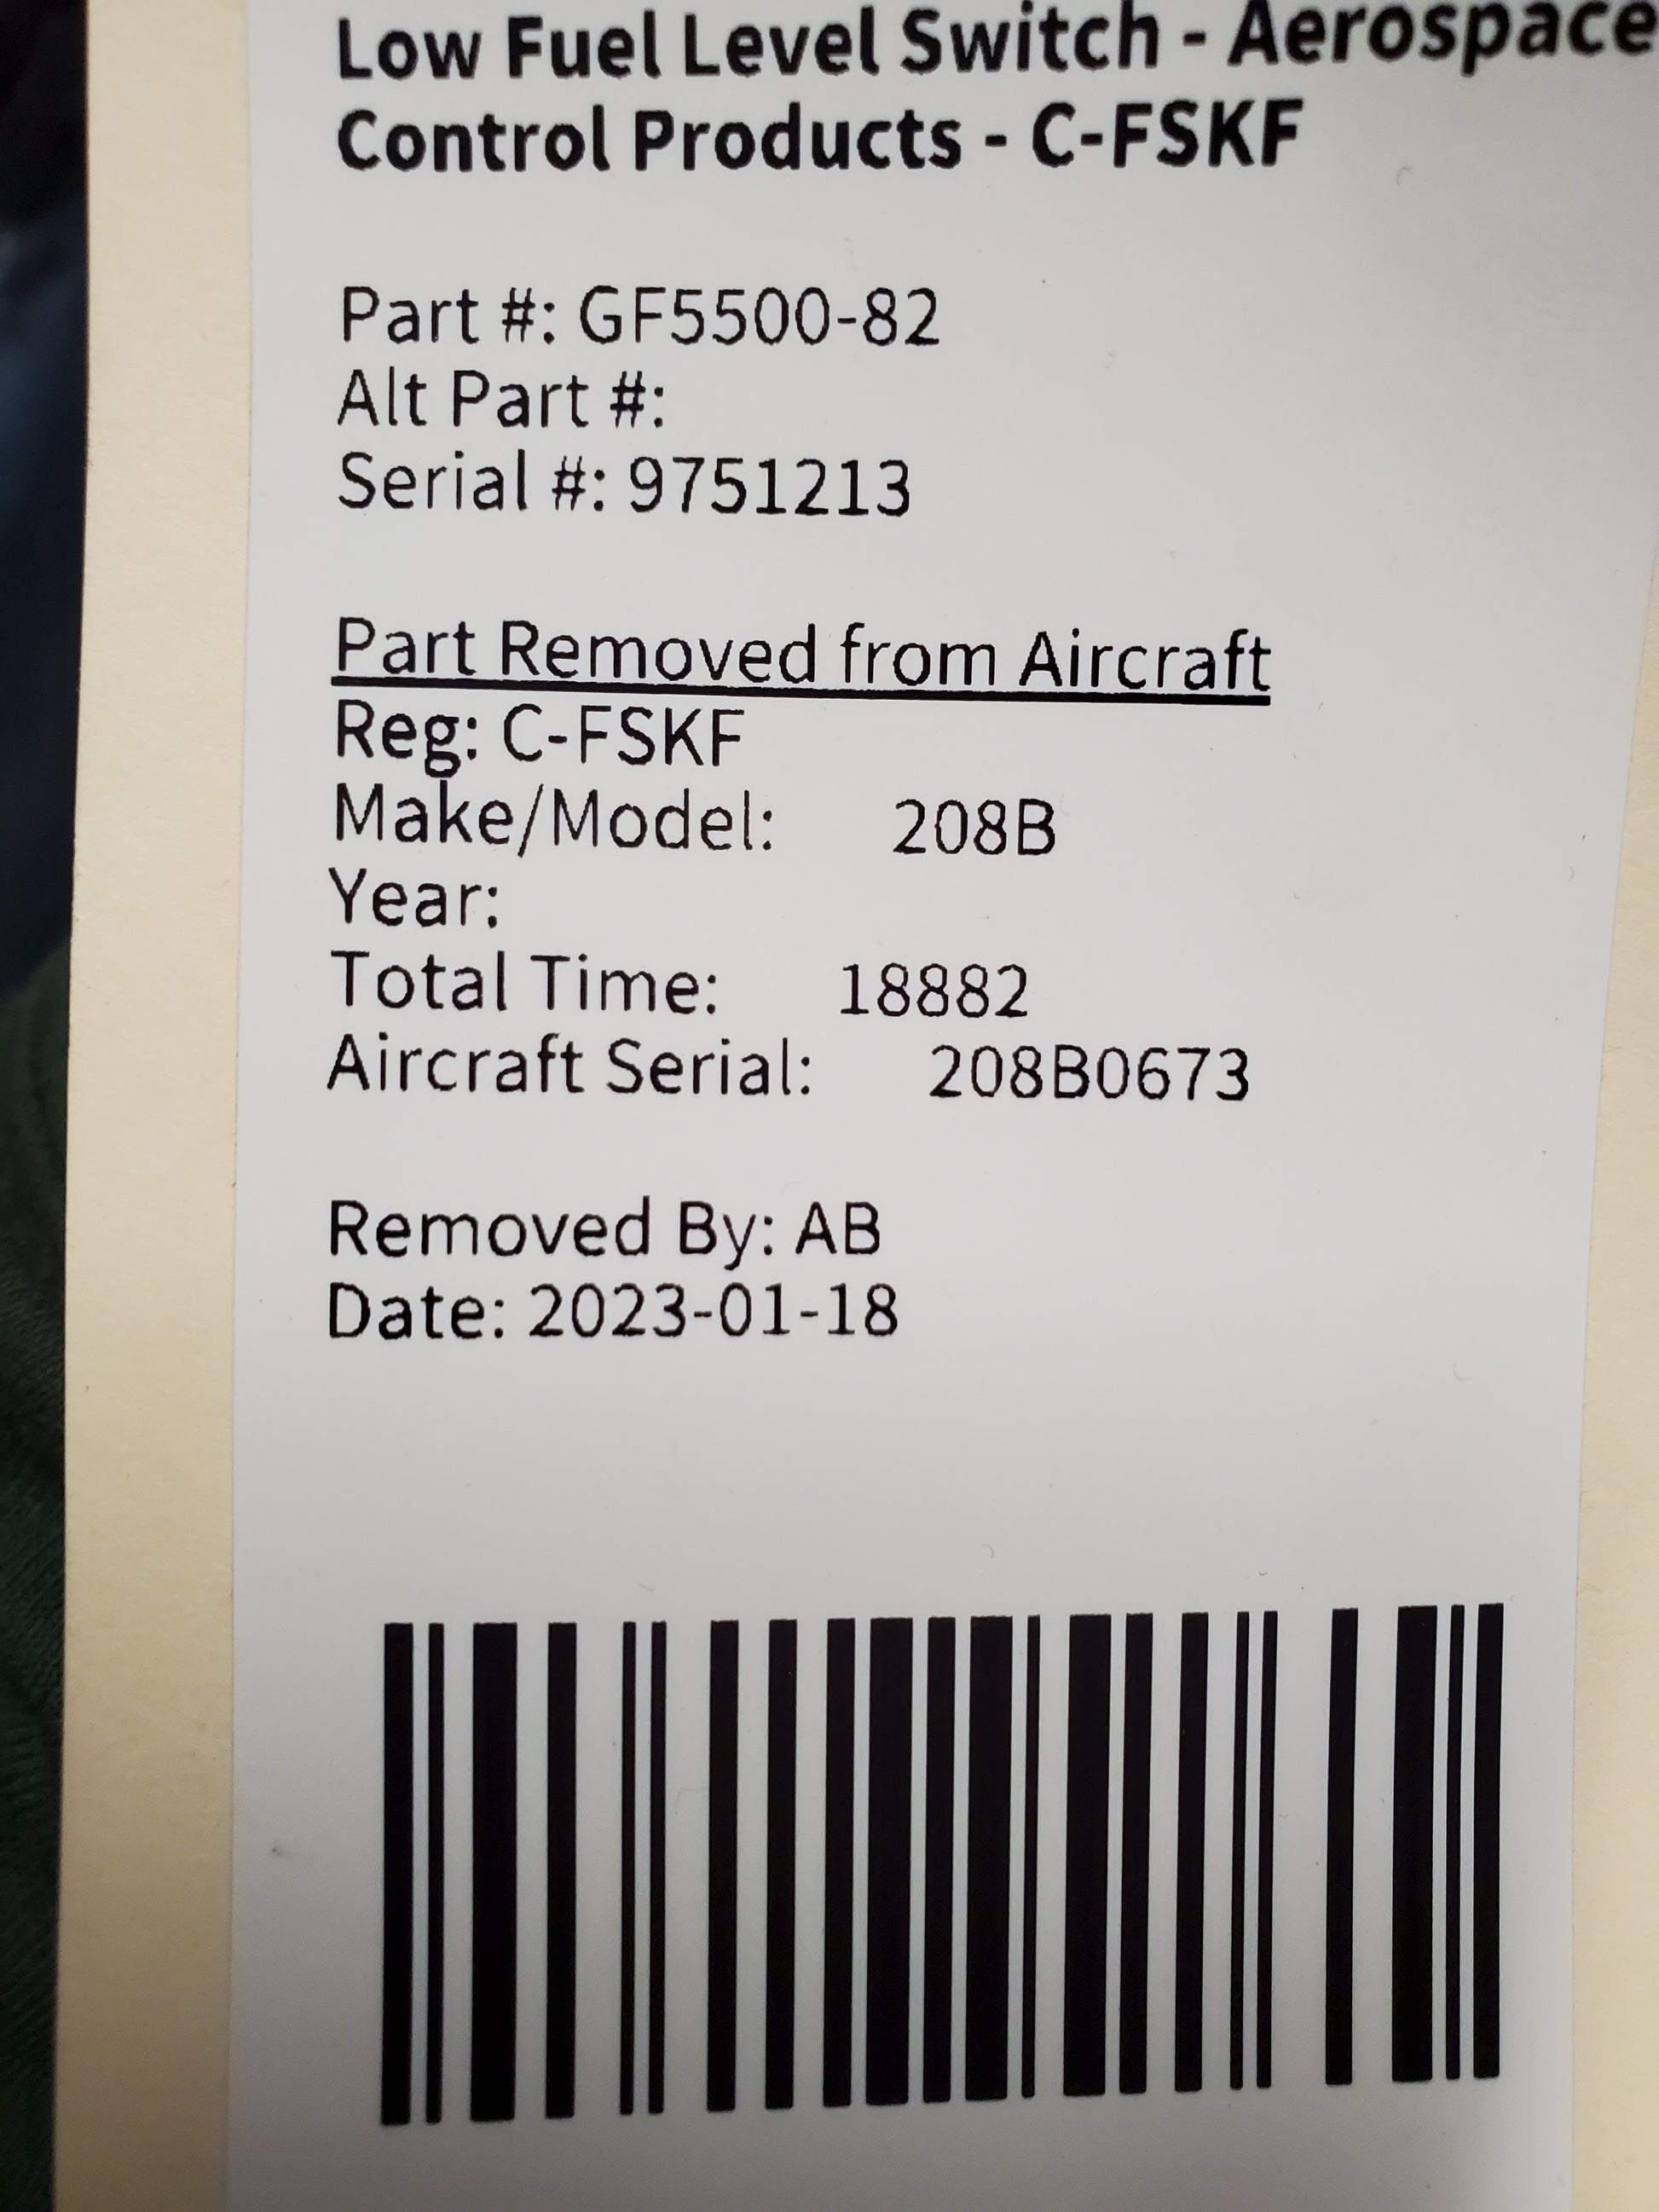 Low Fuel Level Switch - Aerospace
Control Products - C-FSKF
Part #: GF5500-82
Alt Part #:
Serial #: 9751213
Part Removed from Aircraft
Reg: C-FSKF
Make/Model: 208B
Year:
Total Time: 18882
Aircraft Serial: 208B0673
Removed By: AB
Date: 2023-01-18